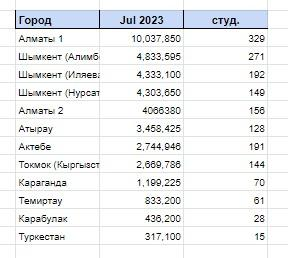 Город Jul 2023 студ.
Алматы 1 10,037,850 329
Шымкент (Алимб 4,833,595 271
Шымкент (Иляева 4,333,100 192
Шымкент (Нурсат 4,303,650 149
Алматы 2 4066380 156
Атырау 3,458,425 128
Актебе 2,744,946 191
Токмок (Кыргызст 2,669,786 144
Караганда 1,199,225 70
Темиртау 833,200 61
Карабулак 436,200 28
Туркестан 317,100 15